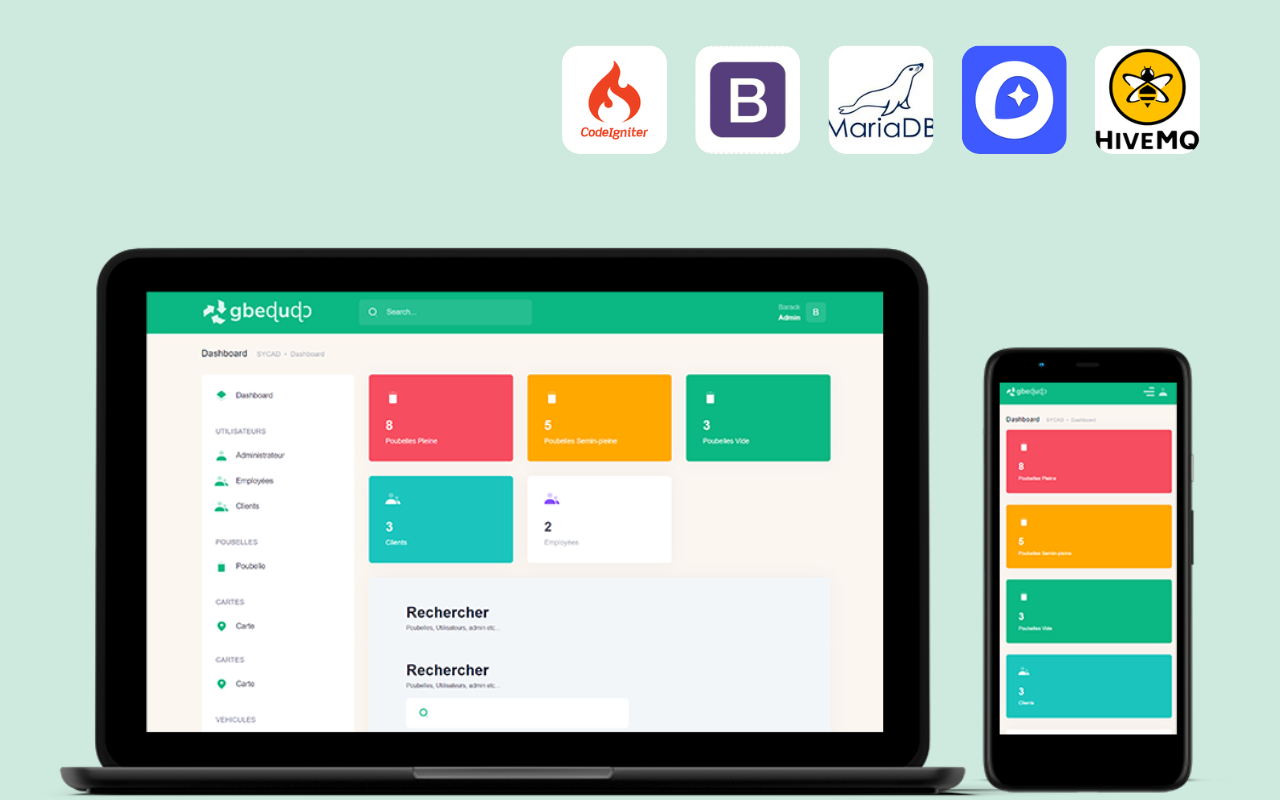 CodeIgniter
B
MariaDB
HIVEMQ
gbeɖuɖɔ
Search...
Barack
Admin
B
Dashboard SYCAD • Dashboard
Dashboard
UTILISATEURS
Administrateur
Employées
Clients
POUBELLES
Poubelle
CARTES
Carte
CARTES
Carte
VEHICULES
8
Poubelles Pleine
5
Poubelles Semin-pleine
3
Poubelles Vide
3
Clients
2
Employées
Rechercher
Poubelles, Utilisateurs, admin etc...
Rechercher
Poubelles, Utilisateurs, admin etc...
gbeɖuɖɔ
Dashboard SYCAD • Dashboard
8
Poubelles Pleine
5
Poubelles Semin-pleine
3
Poubelles Vide
3
Clients